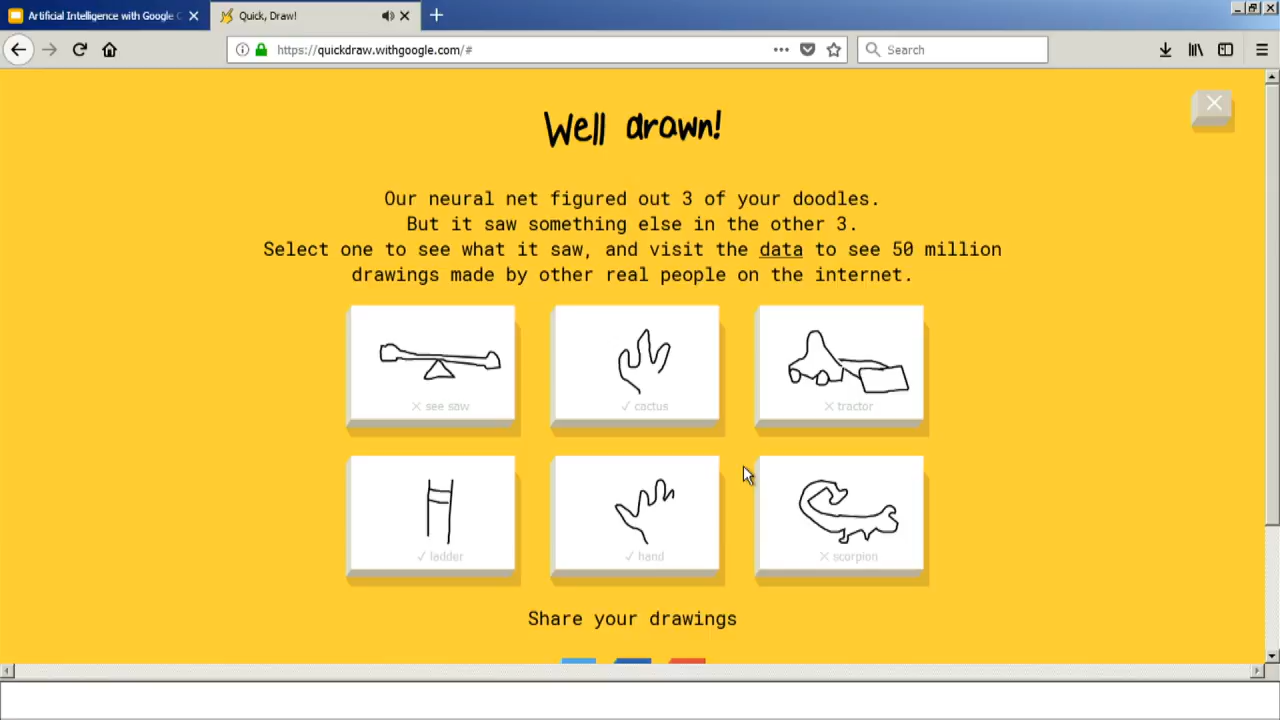 Artificial Intelligence with Google
Quick, Draw!
https://quickdraw.withgoogle.com/#
Search
Well drawn!
Our neural net figured out 3 of your doodles.
But it saw something else in the other 3.
Select one to see what it saw, and visit the data to see 50 million
drawings made by other real people on the internet.
see saw
cactus
tractor
ladder
hand
scorpion
Share your drawings